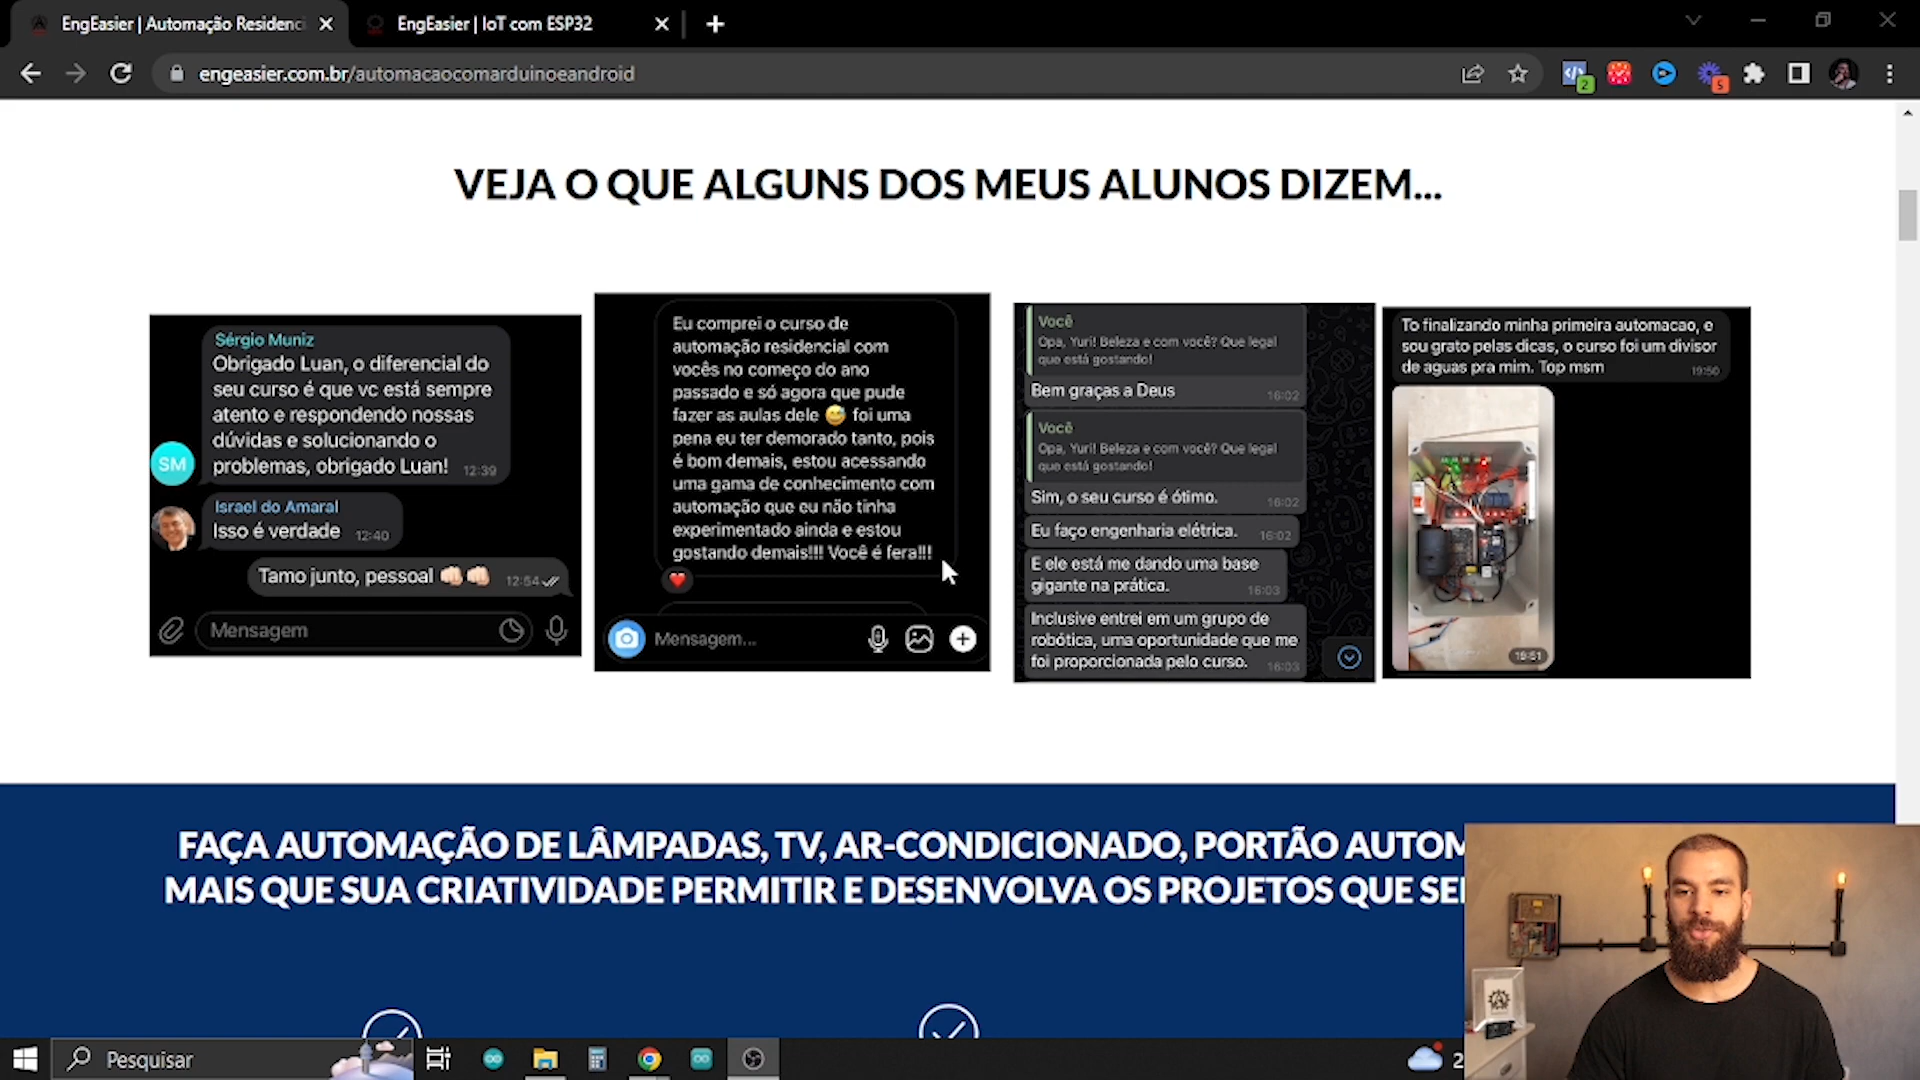 EngEasier | Automação Residenc
EngEasier | IoT com ESP32
engeasier.com.br/automacaocomarduinoeandroid
2
5
VEJA O QUE ALGUNS DOS MEUS ALUNOS DIZEM...
Sérgio Muniz
Obrigado Luan, o diferencial do
seu curso é que vc está sempre
atento e respondendo nossas
dúvidas e solucionando o
problemas, obrigado Luan! 12:39
SM
Israel do Amaral
Isso é verdade 12:40
Tamo junto, pessoal 👊🏻👊🏻 12:54
Mensagem
Eu comprei o curso de
automação residencial com
vocês no começo do ano
passado e só agora que pude
fazer as aulas dele 😅 foi uma
pena eu ter demorado tanto, pois
é bom demais, estou acessando
uma gama de conhecimento com
automação que eu não tinha
experimentado ainda e estou
gostando demais!!! Você é fera!!!
Mensagem...
Você
Opa, Yuri! Beleza e com você? Que legal
que está gostando!
Bem graças a Deus 16:02
Você
Opa, Yuri! Beleza e com você? Que legal
que está gostando!
Sim, o seu curso é ótimo. 16:02
Eu faço engenharia elétrica. 16:02
E ele está me dando uma base
gigante na prática. 16:03
Inclusive entrei em um grupo de
robótica, uma oportunidade que me
foi proporcionada pelo curso. 16:03
To finalizando minha primeira automacao, e
sou grato pelas dicas, o curso foi um divisor
de aguas pra mim. Top msm 19:50
19:51
FAÇA AUTOMAÇÃO DE LÂMPADAS, TV, AR-CONDICIONADO, PORTÃO AUTOM
MAIS QUE SUA CRIATIVIDADE PERMITIR E DESENVOLVA OS PROJETOS QUE SE
Pesquisar
2